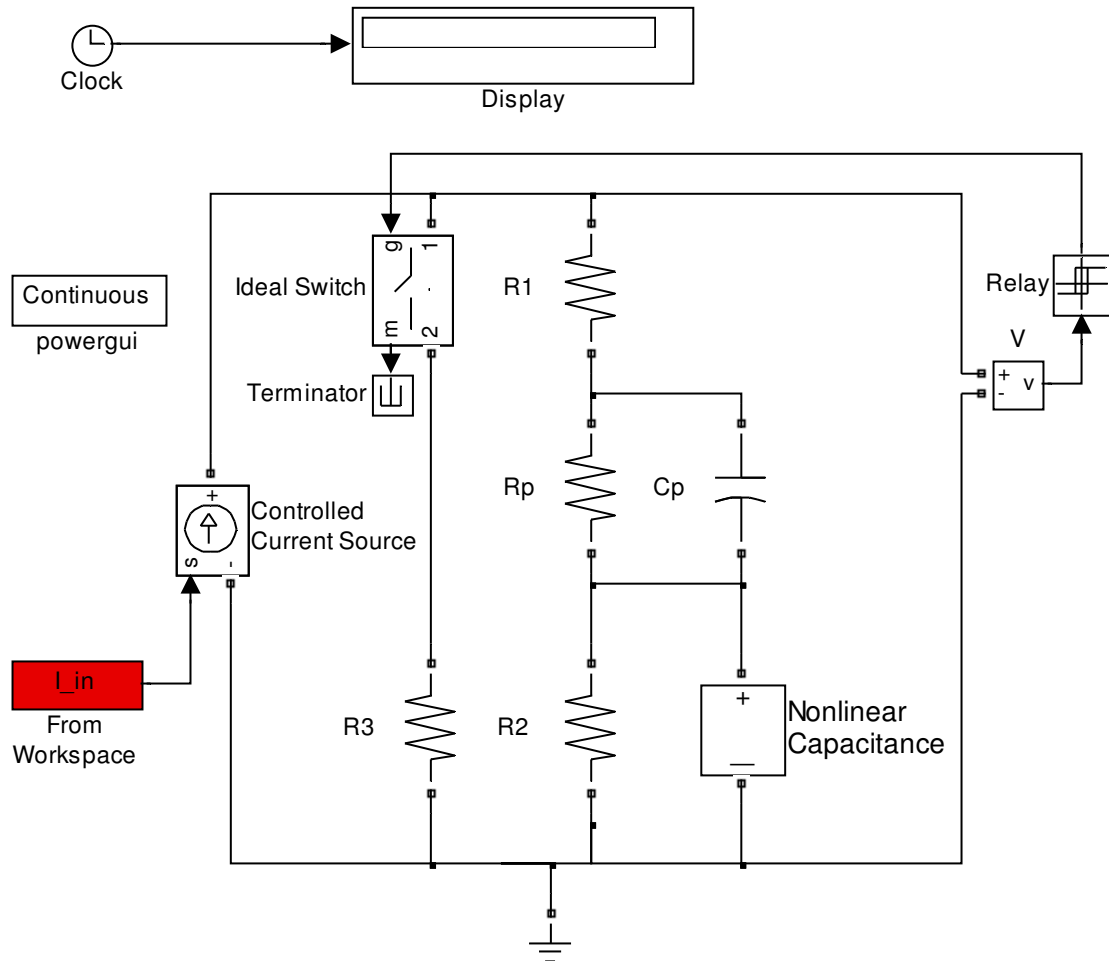 Clock
Display
g
1
Ideal Switch
m
2
Terminator
R1
Relay
V
+
-
v
Continuous
powergui
Rp
Cp
+
Controlled
Current Source
s
-
I_in
From
Workspace
R3
R2
+
Nonlinear
Capacitance